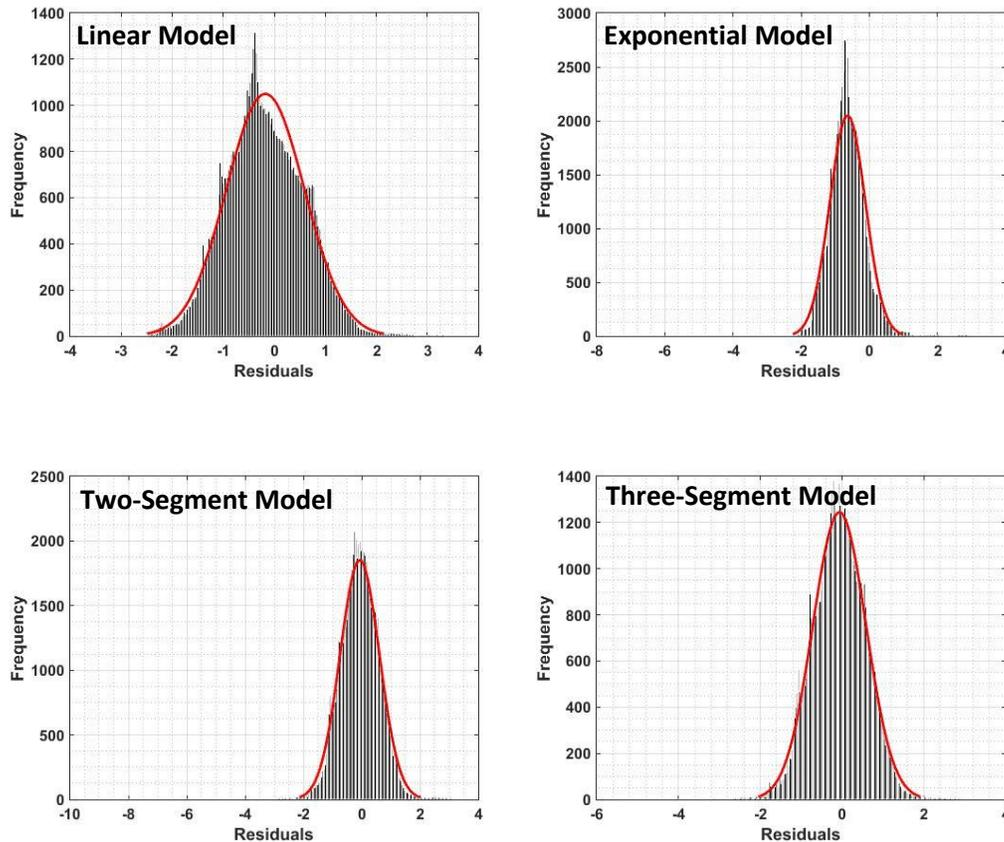 Linear Model
1400
1200
1000
800
600
400
200
0
Frequency
-4 -3 -2 -1 0 1 2 3 4
Residuals
Exponential Model
3000
2500
2000
1500
1000
500
0
Frequency
-8 -6 -4 -2 0 2 4
Residuals
Two-Segment Model
2500
2000
1500
1000
500
0
Frequency
-10 -8 -6 -4 -2 0 2 4
Residuals
Three-Segment Model
1400
1200
1000
800
600
400
200
0
Frequency
-6 -4 -2 0 2 4
Residuals